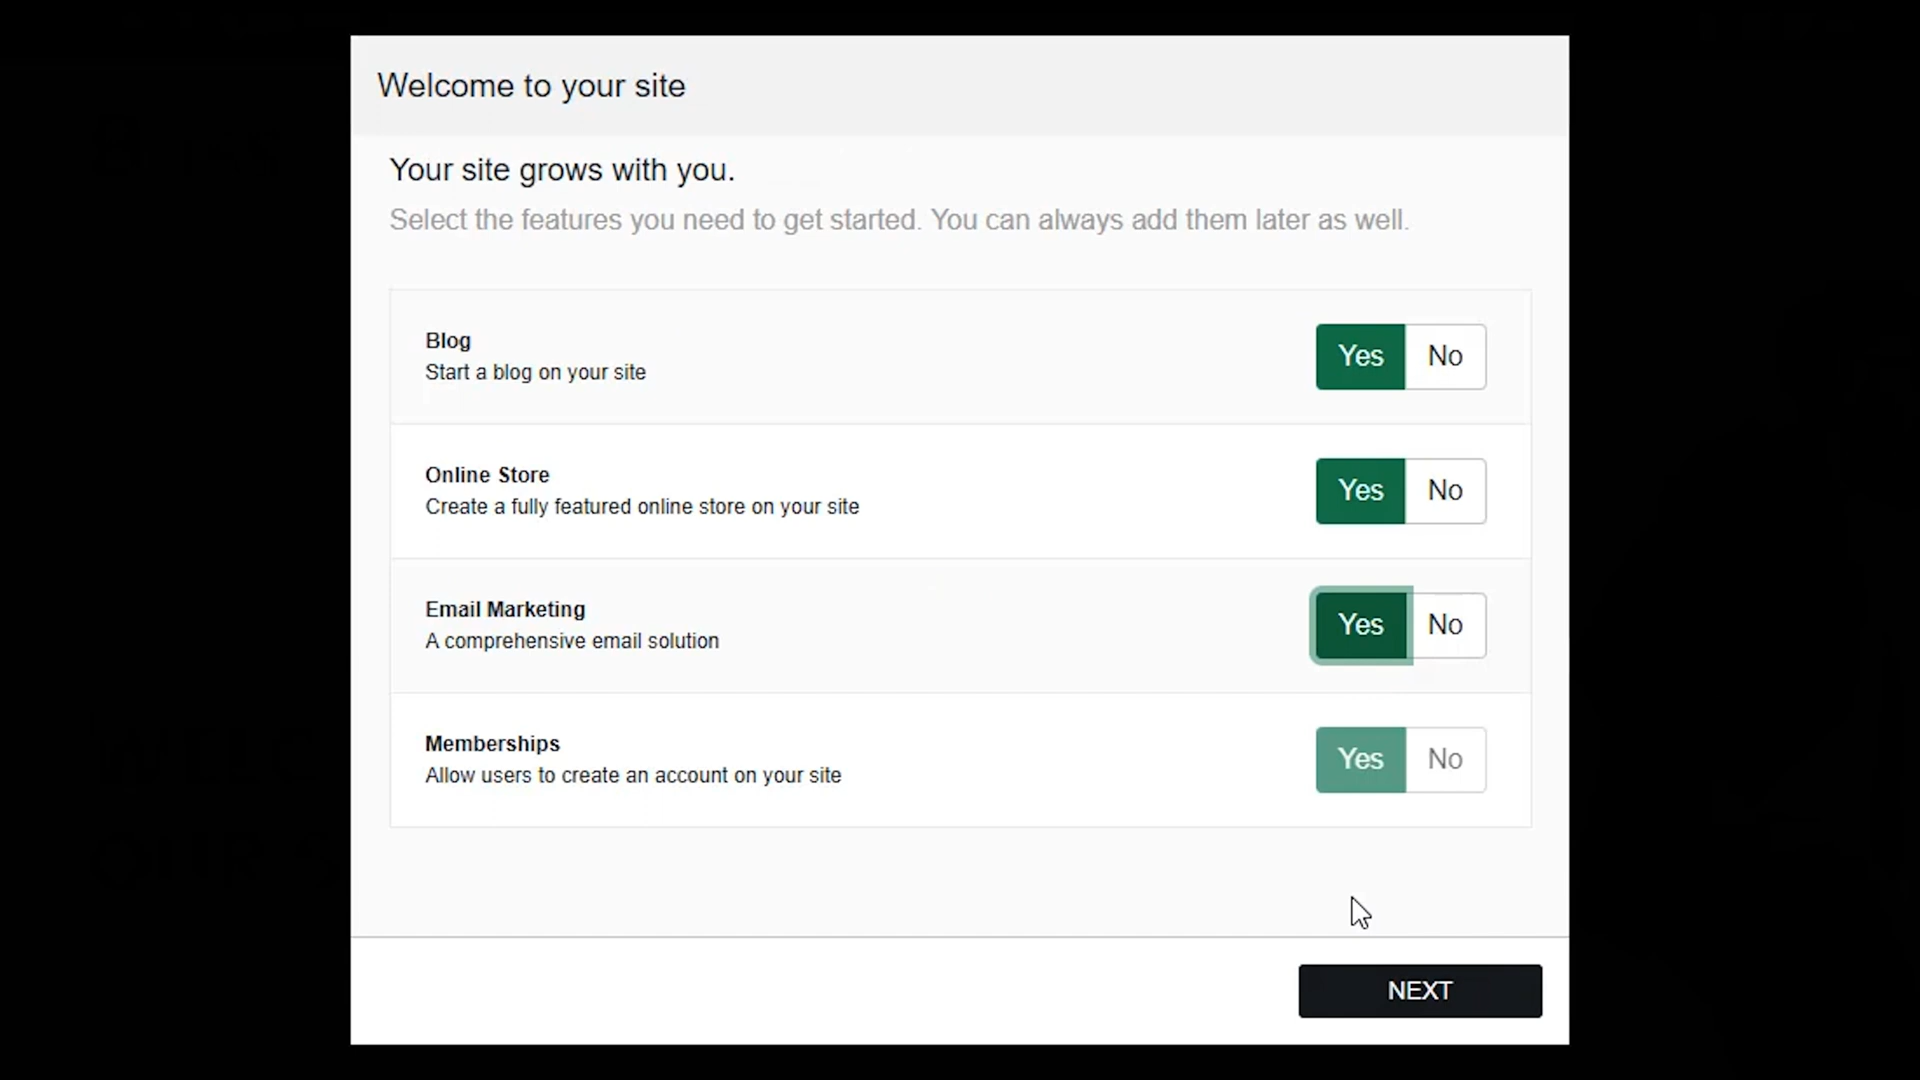 Welcome to your site
Your site grows with you.
Select the features you need to get started. You can always add them later as well.
Blog
Start a blog on your site
Yes No
Online Store
Create a fully featured online store on your site
Yes No
Email Marketing
A comprehensive email solution
Yes No
Memberships
Allow users to create an account on your site
Yes No
NEXT